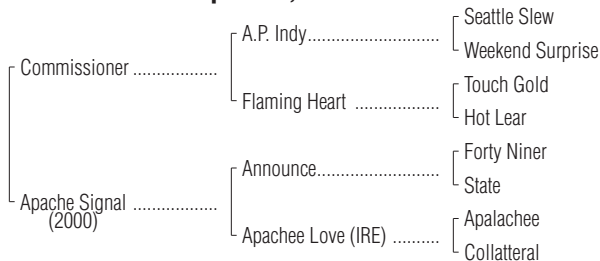 A.P. Indy.............................. Seattle Slew
Weekend Surprise
Commissioner ..................
Flaming Heart .................. Touch Gold
Hot Lear
Announce.......................... Forty Niner
State
Apache Signal ..................
(2000)
Apachee Love (IRE) .......... Apalachee
Collatteral